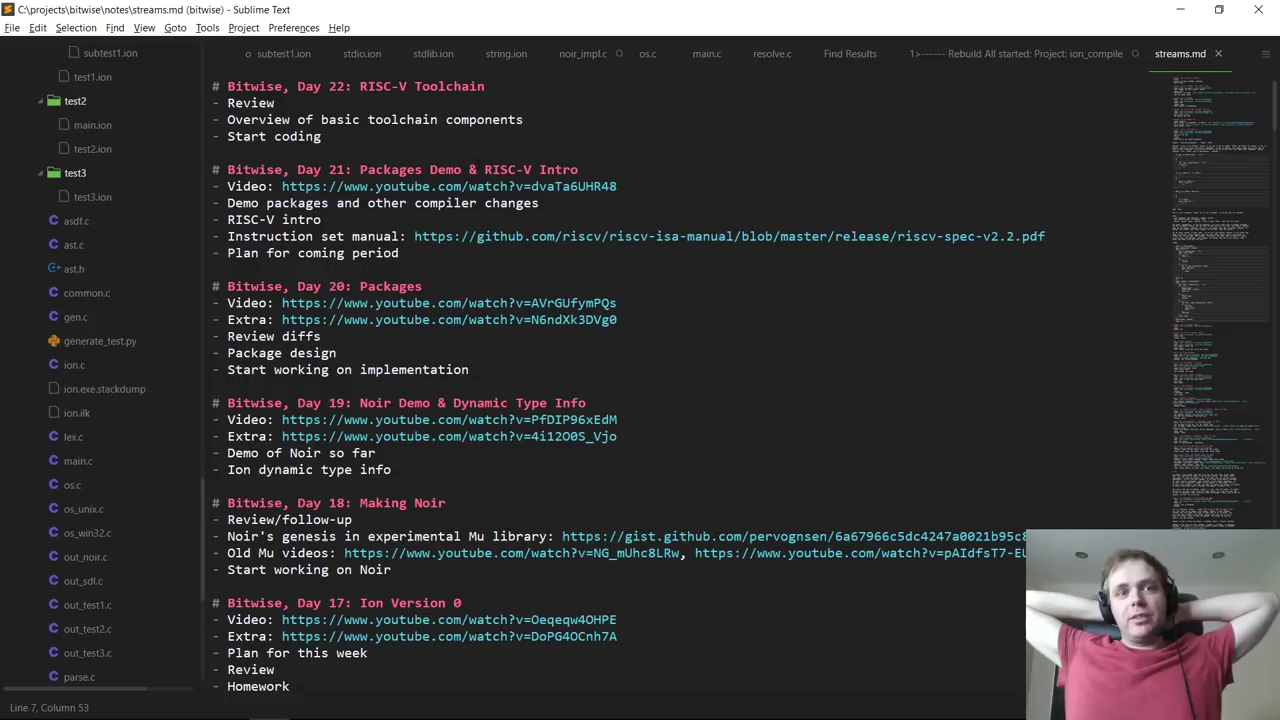 C:\projects\bitwise\notes\streams.md (bitwise) - Sublime Text
File Edit Selection Find View Goto Tools Project Preferences Help
subtest1.ion
test1.ion
test2
main.ion
test2.ion
test3
test3.ion
asdf.c
ast.c
ast.h
common.c
gen.c
generate_test.py
ion.c
ion.exe.stackdump
ion.ilk
lex.c
main.c
os.c
os_unix.c
os_win32.c
out_noir.c
out_sdl.c
out_test1.c
out_test2.c
out_test3.c
parse.c
subtest1.ion stdio.ion stdlib.ion string.ion noir_impl.c os.c main.c resolve.c Find Results 1>------ Rebuild All started: Project: ion_compile streams.md
# Bitwise, Day 22: RISC-V Toolchain
- Review
- Overview of basic toolchain components
- Start coding
# Bitwise, Day 21: Packages Demo & RISC-V Intro
- Video: https://www.youtube.com/watch?v=dvaTa6UHR48
- Demo packages and other compiler changes
- RISC-V intro
- Instruction set manual: https://github.com/riscv/riscv-isa-manual/blob/master/release/riscv-spec-v2.2.pdf
- Plan for coming period
# Bitwise, Day 20: Packages
- Video: https://www.youtube.com/watch?v=AVrGUfymPQs
- Extra: https://www.youtube.com/watch?v=N6ndXk3DVg0
- Review diffs
- Package design
- Start working on implementation
# Bitwise, Day 19: Noir Demo & Dynamic Type Info
- Video: https://www.youtube.com/watch?v=PfDIP96xEdM
- Extra: https://www.youtube.com/watch?v=4i12O0S_Vjo
- Demo of Noir so far
- Ion dynamic type info
# Bitwise, Day 18: Making Noir
- Review/follow-up
- Noir's genesis in experimental Mu library: https://gist.github.com/pervognsen/6a67966c5dc4247a0021b95c8
- Old Mu videos: https://www.youtube.com/watch?v=NG_mUhc8LRw, https://www.youtube.com/watch?v=pAIdfsT7-EU
- Start working on Noir
# Bitwise, Day 17: Ion Version 0
- Video: https://www.youtube.com/watch?v=Oeqeqw4OHPE
- Extra: https://www.youtube.com/watch?v=DoPG4OCnh7A
- Plan for this week
- Review
- Homework
Line 7, Column 53